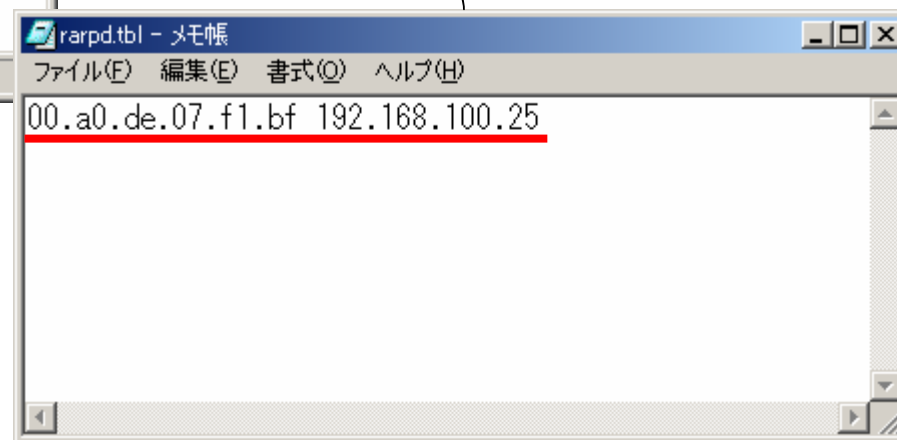 rarpd.tbl - メモ帳
ファイル(F) 編集(E) 書式(O) ヘルプ(H)
00.a0.de.07.f1.bf 192.168.100.25